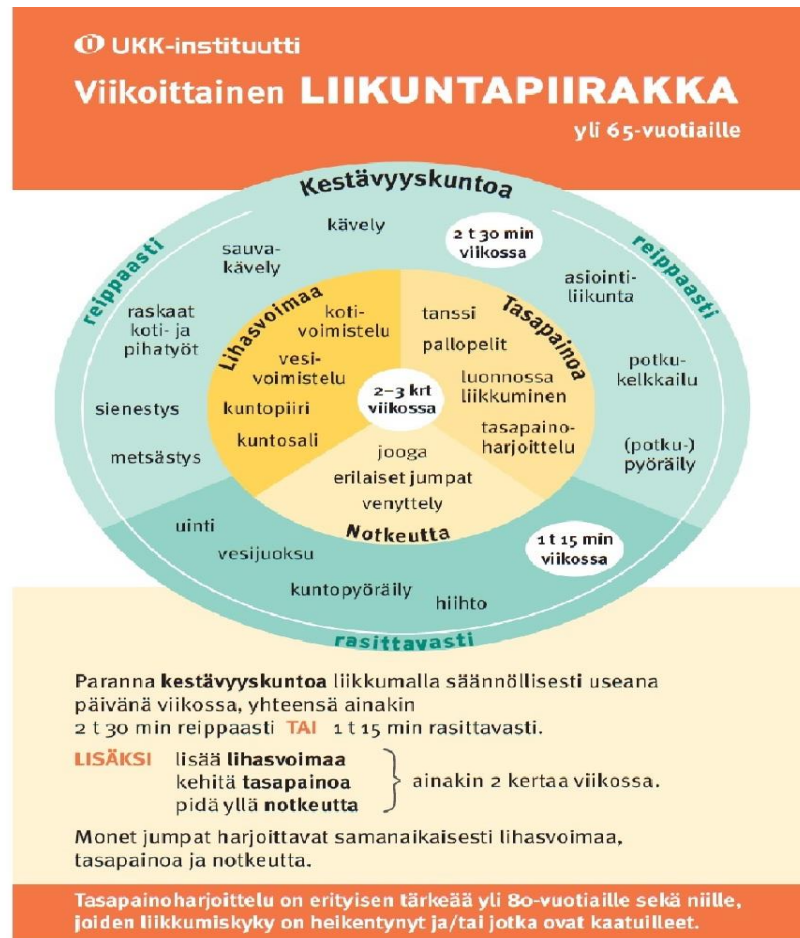 UKK-instituutti
Viikoittainen LIIKUNTAPIIRAKKA
yli 65-vuotiaille
Kestävyyskuntoa
reippaasti
reippaasti
kävely
2 t 30 min
viikossa
sauva-
kävely
asiointi-
liikunta
raskaat
koti- ja
pihatyöt
potku-
kelkkailu
sienestys
metsästys
(potku-)
pyöräily
Lihasvoimaa
koti-
voimistelu
vesi-
voimistelu
kuntopiiri
kuntosali
Tasapainoa
tanssi
pallopelit
luonnossa
liikkuminen
tasapaino-
harjoittelu
2–3 krt
viikossa
jooga
erilaiset jumpat
venyttely
Notkeutta
uinti
vesijuoksu
kuntopyöräily
hiihto
1 t 15 min
viikossa
rasittavasti
Paranna kestävyyskuntoa liikkumalla säännöllisesti useana
päivänä viikossa, yhteensä ainakin
2 t 30 min reippaasti TAI 1 t 15 min rasittavasti.
LISÄKSI lisää lihasvoimaa
kehitä tasapainoa
pidä yllä notkeutta
ainakin 2 kertaa viikossa.
Monet jumpat harjoittavat samanaikaisesti lihasvoimaa,
tasapainoa ja notkeutta.
Tasapainoharjoittelu on erityisen tärkeää yli 80-vuotiaille sekä niille,
joiden liikkumiskyky on heikentynyt ja/tai jotka ovat kaatuilleet.